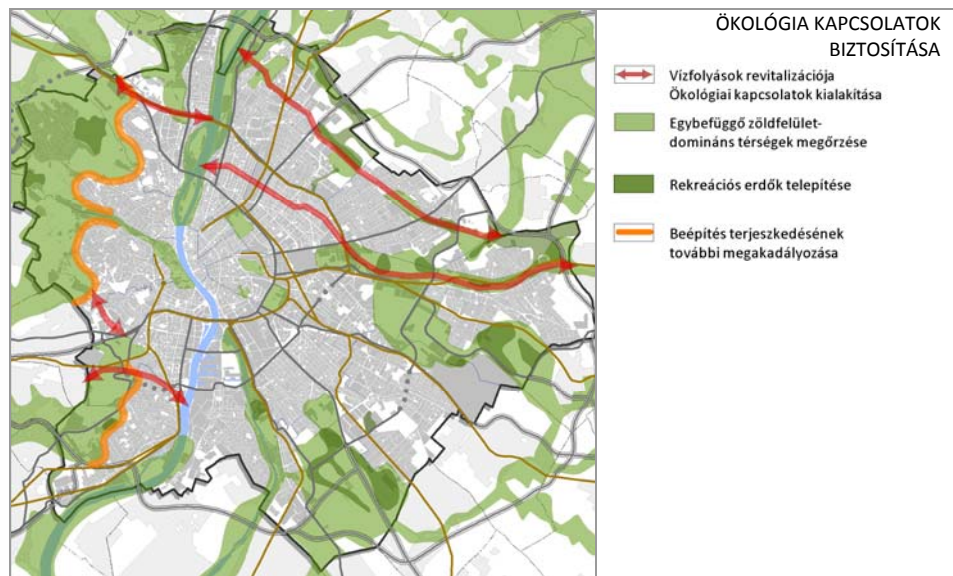 ÖKOLÓGIA KAPCSOLATOK
BIZTOSÍTÁSA
Vízfolyások revitalizációja
Ökológiai kapcsolatok kialakítása
Egybefüggő zöldfelület-
domináns térségek megőrzése
Rekreációs erdők telepítése
Beépítés terjeszkedésének
további megakadályozása